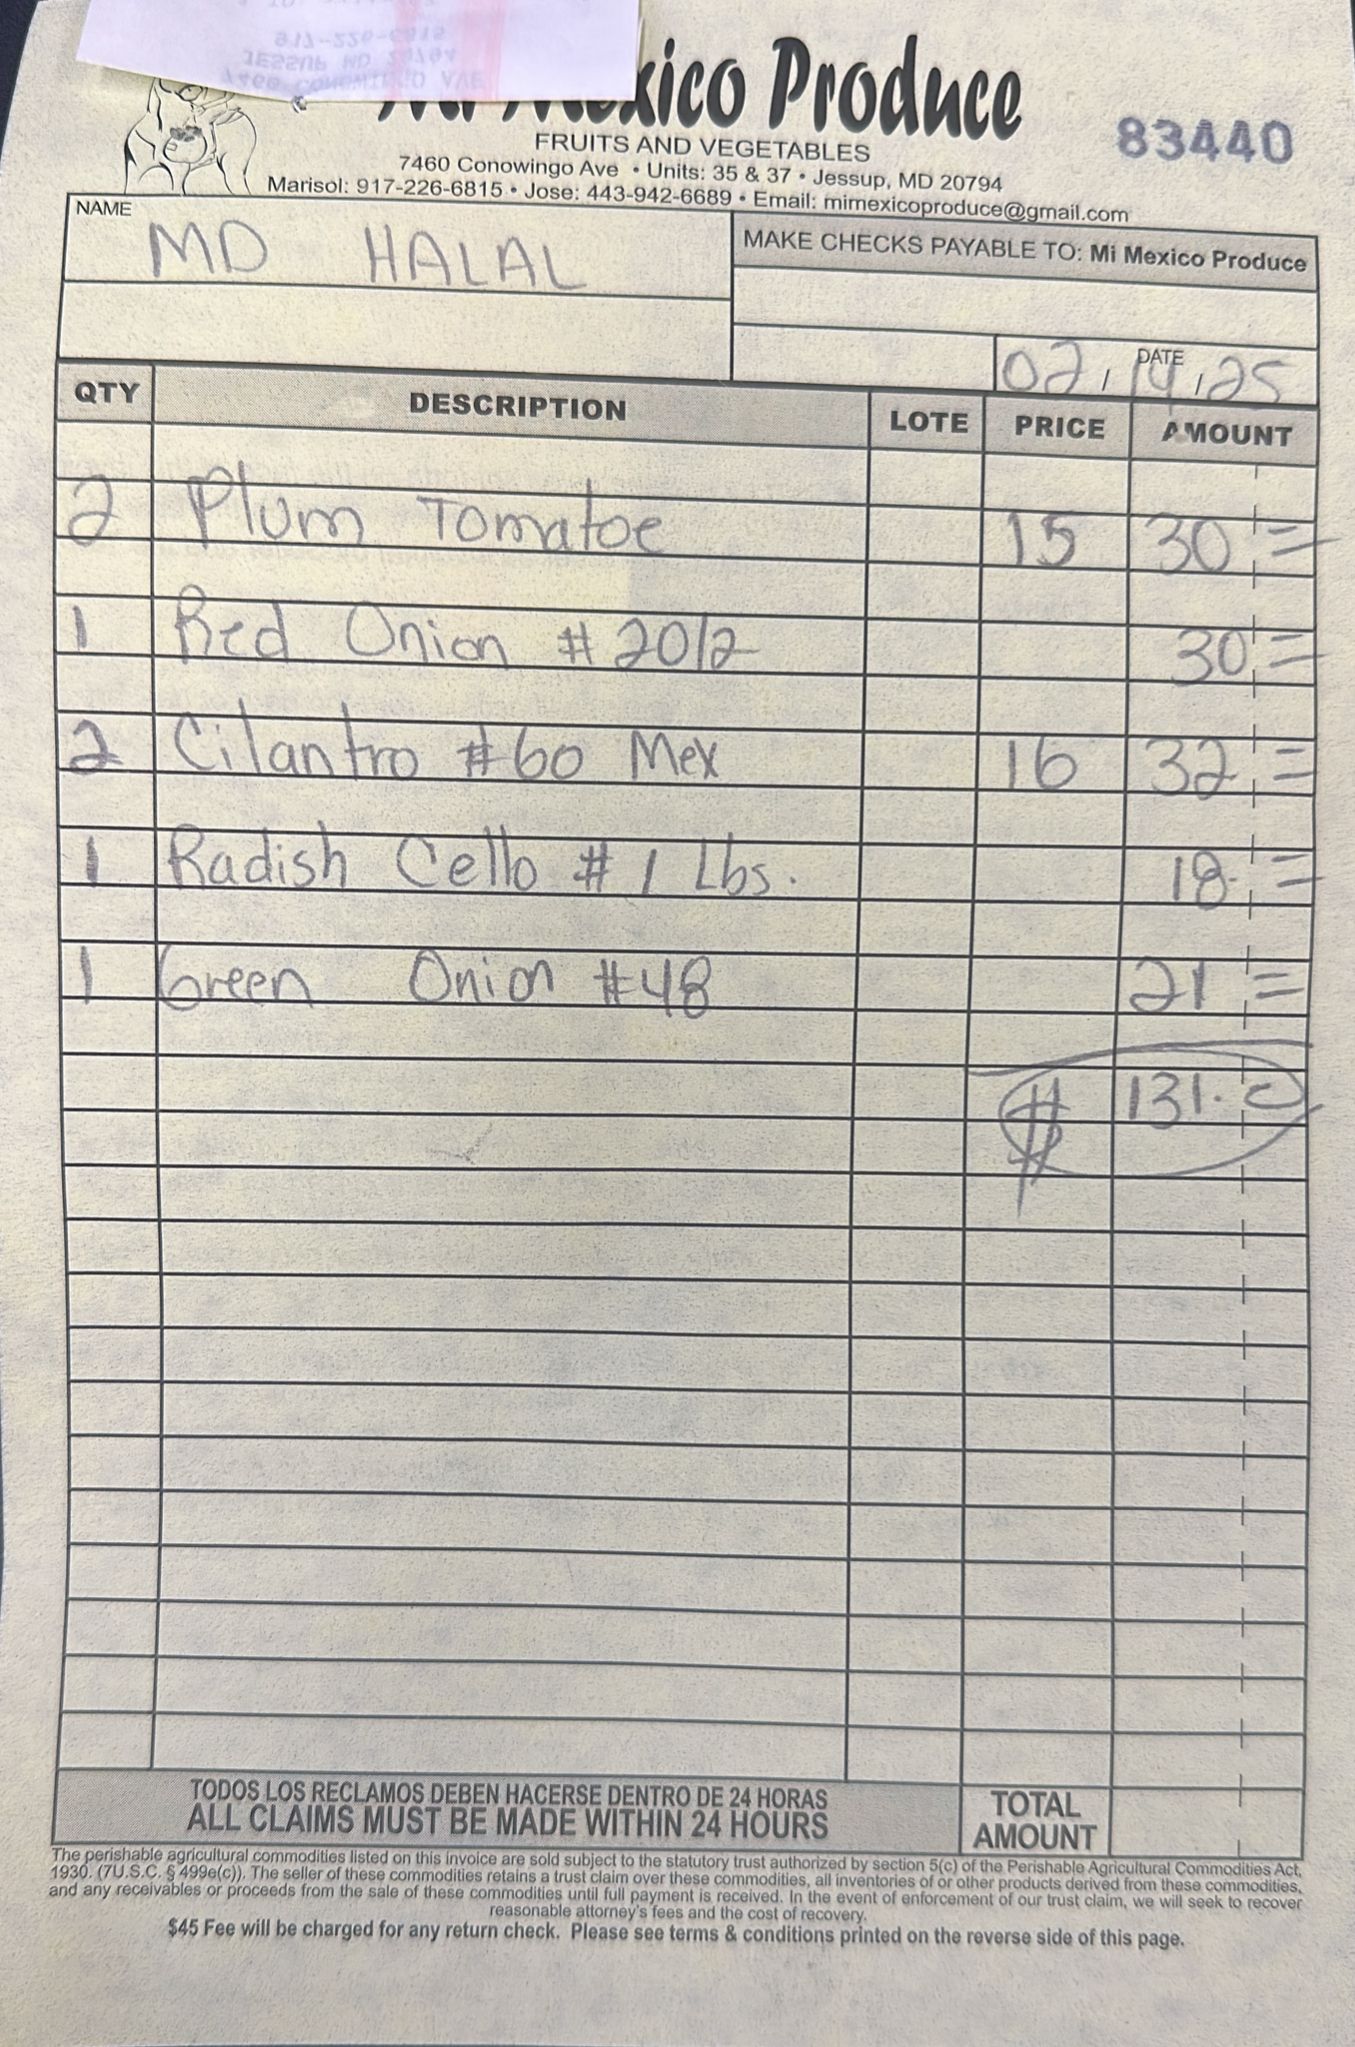 Mexico Produce
83440
FRUITS AND VEGETABLES
7460 Conowingo Ave • Units: 35 & 37 • Jessup, MD 20794
Marisol: 917-226-6815 • Jose: 443-942-6689 • Email: mimexicoproduce@gmail.com
NAME
MD HALAL
MAKE CHECKS PAYABLE TO: Mi Mexico Produce
DATE
02, 25
QTY DESCRIPTION LOTE PRICE AMOUNT
2 Plum Tomatoe 15 30 =
1 Red Onion # 20/2 30 =
2 Cilantro #60 Mex 16 32 =
1 Radish Cello # 1 Lbs. 18 =
1 Green Onion #48 21 =
$ 131.
TODOS LOS RECLAMOS DEBEN HACERSE DENTRO DE 24 HORAS
ALL CLAIMS MUST BE MADE WITHIN 24 HOURS
TOTAL
AMOUNT
The perishable agricultural commodities listed on this invoice are sold subject to the statutory trust authorized by section 5(c) of the Perishable Agricultural Commodities Act,
1930. (7U.S.C. § 499e(c)). The seller of these commodities retains a trust claim over these commodities, all inventories of or other products derived from these commodities,
and any receivables or proceeds from the sale of these commodities until full payment is received. In the event of enforcement of our trust claim, we will seek to recover
reasonable attorney's fees and the cost of recovery.
$45 Fee will be charged for any return check. Please see terms & conditions printed on the reverse side of this page.